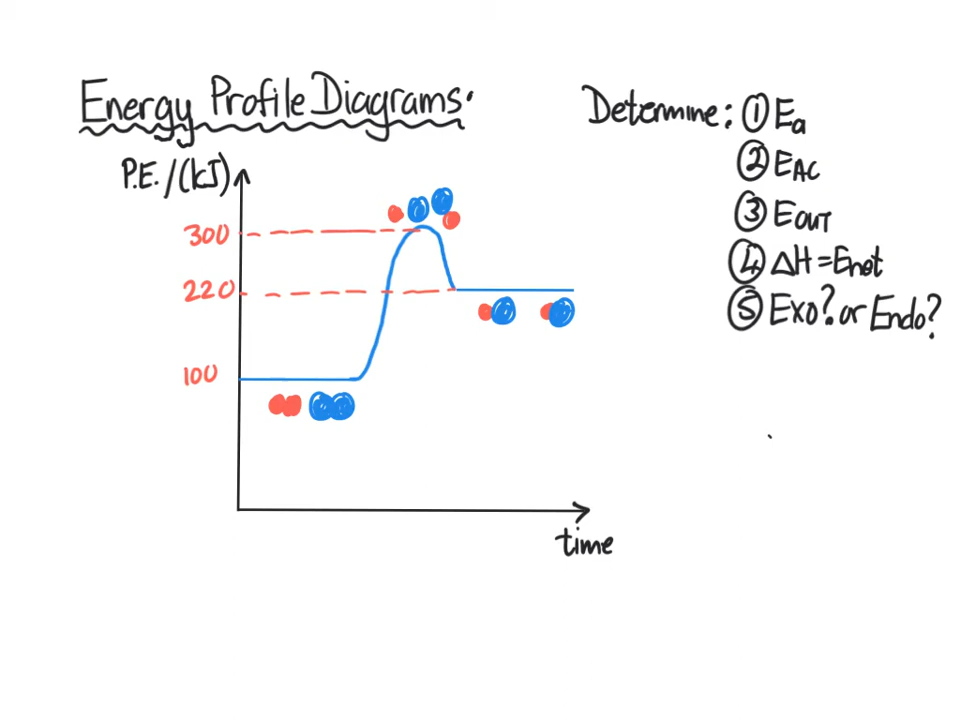 Energy Profile Diagrams.
Determine: ① Ea
② EAC
③ EOUT
④ ΔH = Enet
⑤ Exo? or Endo?
P.E. / (kJ)
300
220
100
time